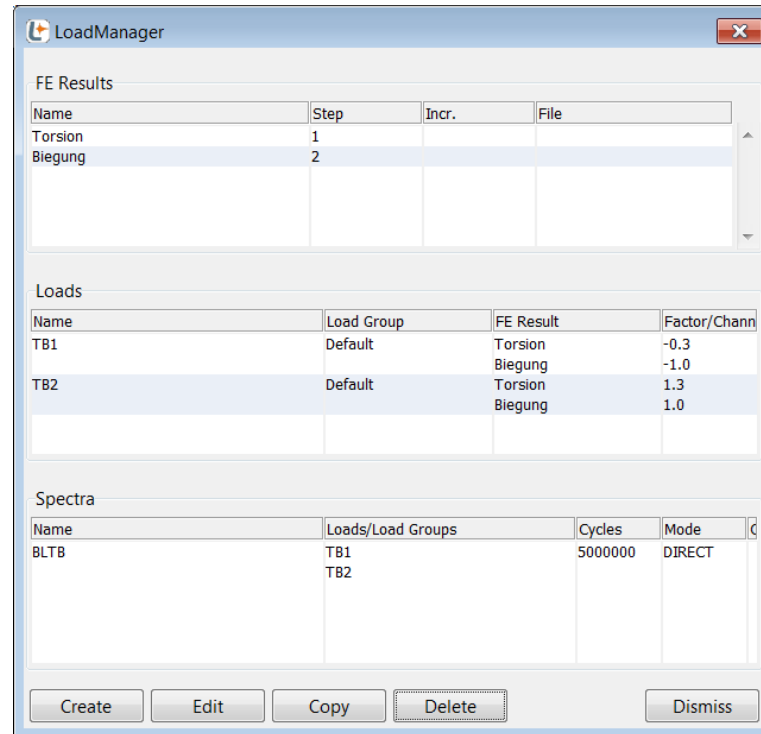 LoadManager
FE Results
Name Step Incr. File
Torsion 1
Biegung 2
Loads
Name Load Group FE Result Factor/Chann
TB1 Default Torsion -0.3
Biegung -1.0
TB2 Default Torsion 1.3
Biegung 1.0
Spectra
Name Loads/Load Groups Cycles Mode
BLTB TB1 5000000 DIRECT
TB2
Create Edit Copy Delete Dismiss